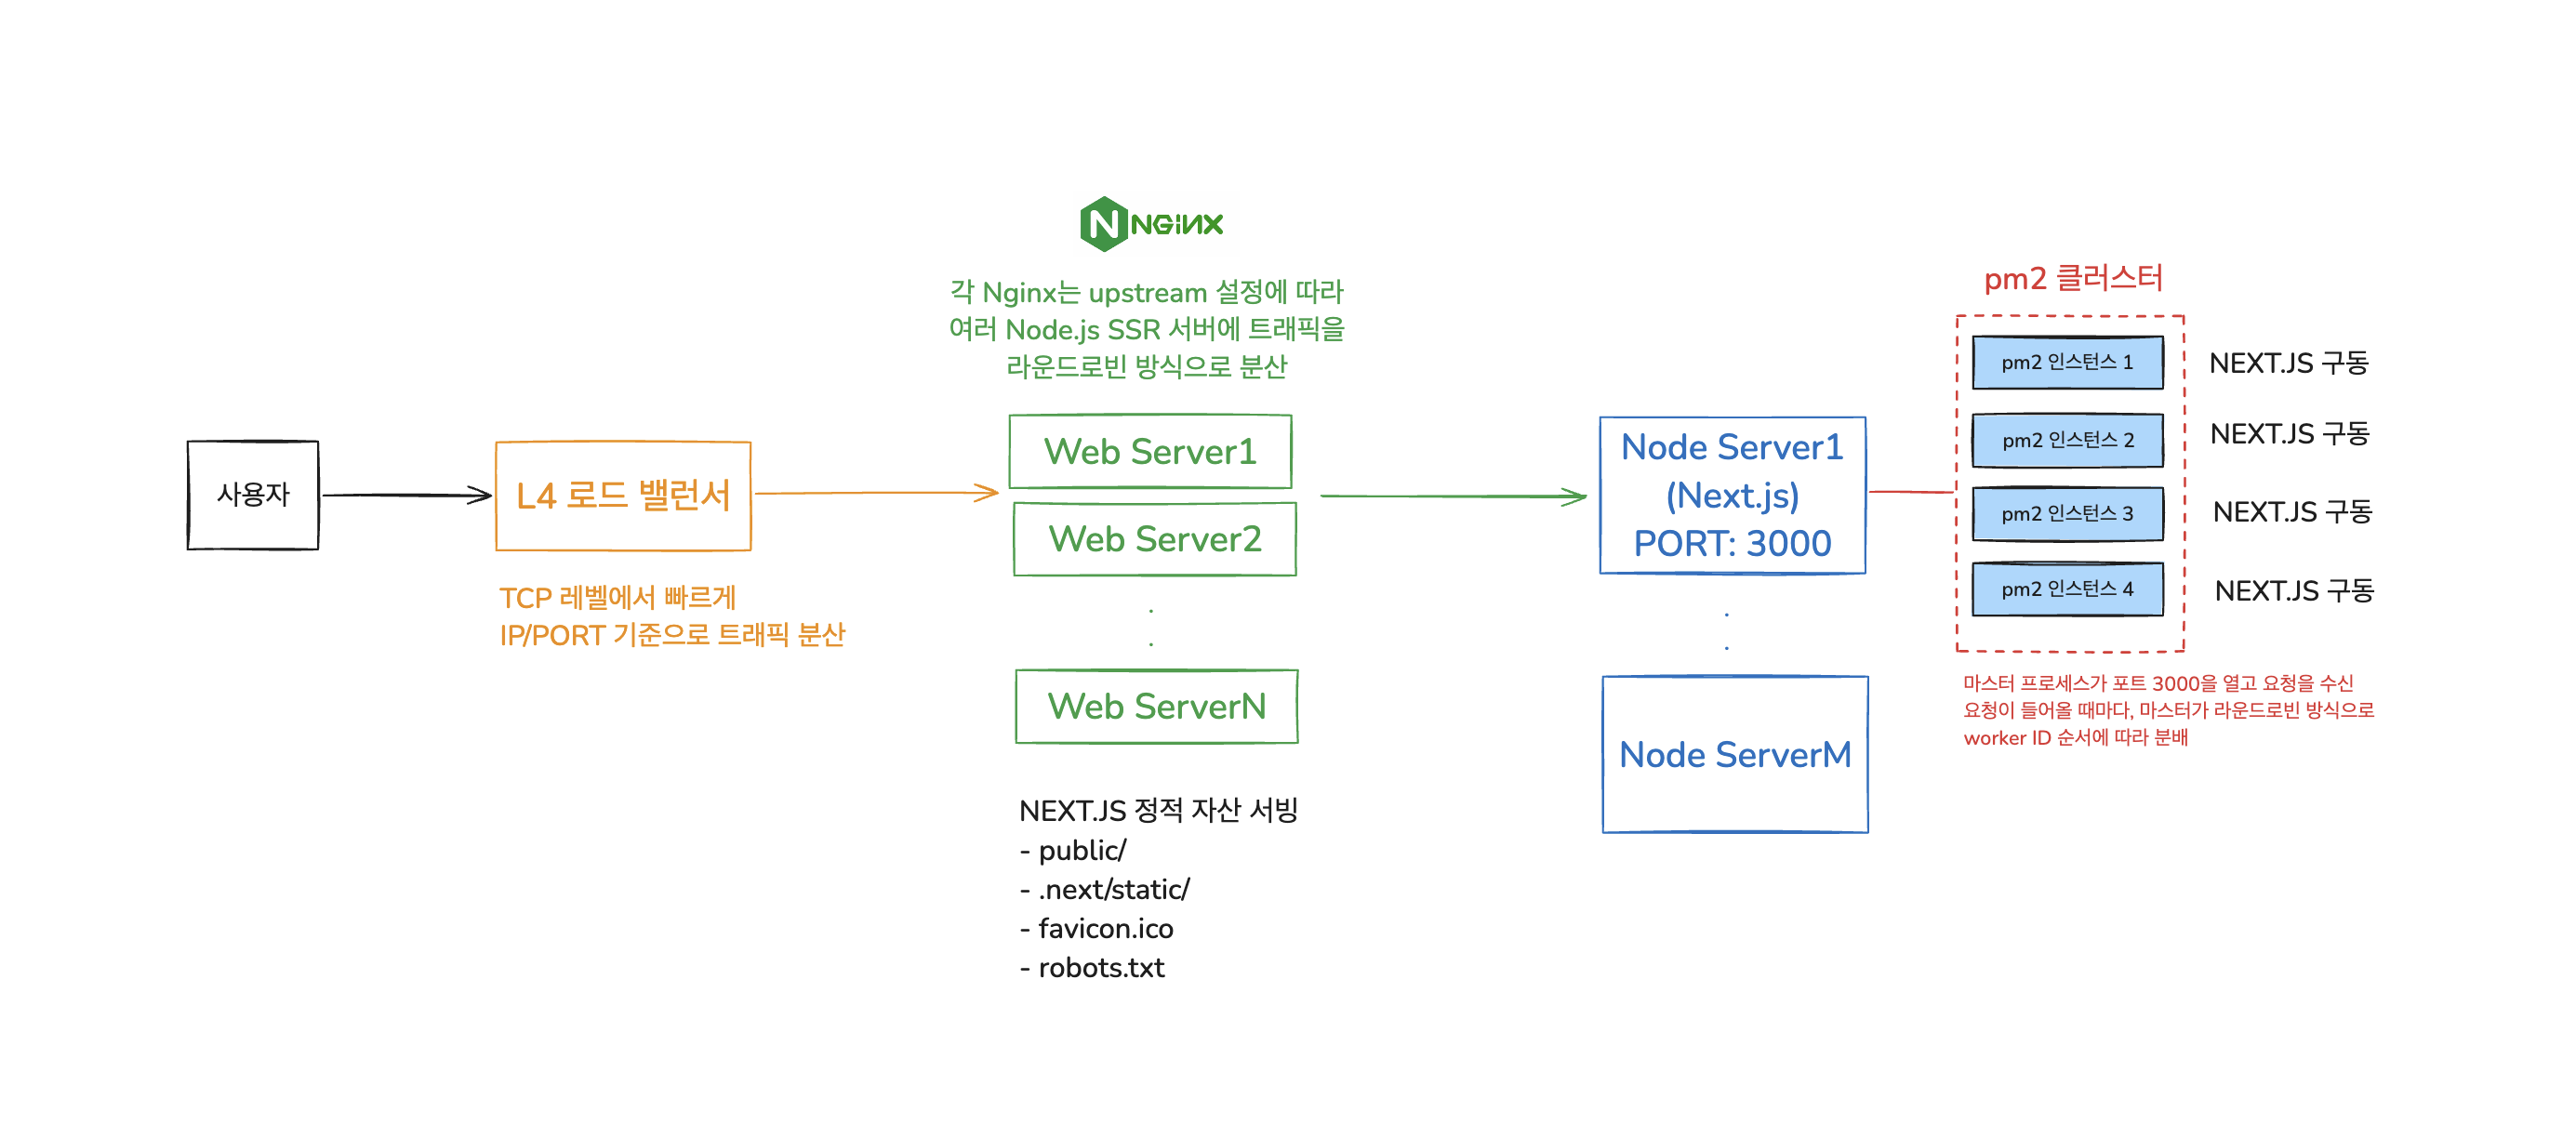 NGINX
각 Nginx는 upstream 설정에 따라
여러 Node.js SSR 서버에 트래픽을
라운드로빈 방식으로 분산
사용자
L4 로드 밸런서
TCP 레벨에서 빠르게
IP/PORT 기준으로 트래픽 분산
Web Server1
Web Server2
.
.
Web ServerN
NEXT.JS 정적 자산 서빙
- public/
- .next/static/
- favicon.ico
- robots.txt
Node Server1
(Next.js)
PORT: 3000
.
.
Node ServerM
pm2 클러스터
pm2 인스턴스 1
NEXT.JS 구동
pm2 인스턴스 2
NEXT.JS 구동
pm2 인스턴스 3
NEXT.JS 구동
pm2 인스턴스 4
NEXT.JS 구동
마스터 프로세스가 포트 3000을 열고 요청을 수신
요청이 들어올 때마다, 마스터가 라운드로빈 방식으로
worker ID 순서에 따라 분배